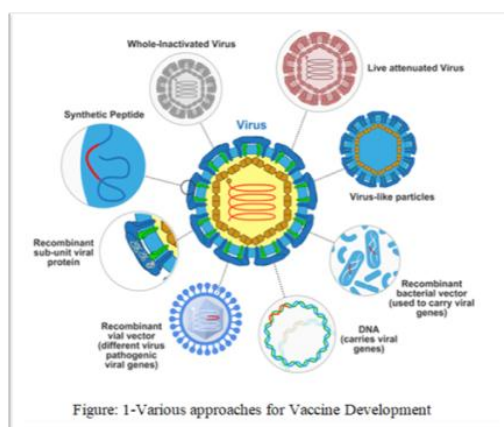 Whole-Inactivated Virus
Live attenuated Virus
Synthetic Peptide
Virus
Virus-like particles
Recombinant
sub-unit viral
protein
Recombinant
bacterial vector
(used to carry viral
genes)
Recombinant
vial vector
(different virus
pathogenic
viral genes)
DNA
(carries viral
genes)
Figure: 1-Various approaches for Vaccine Development